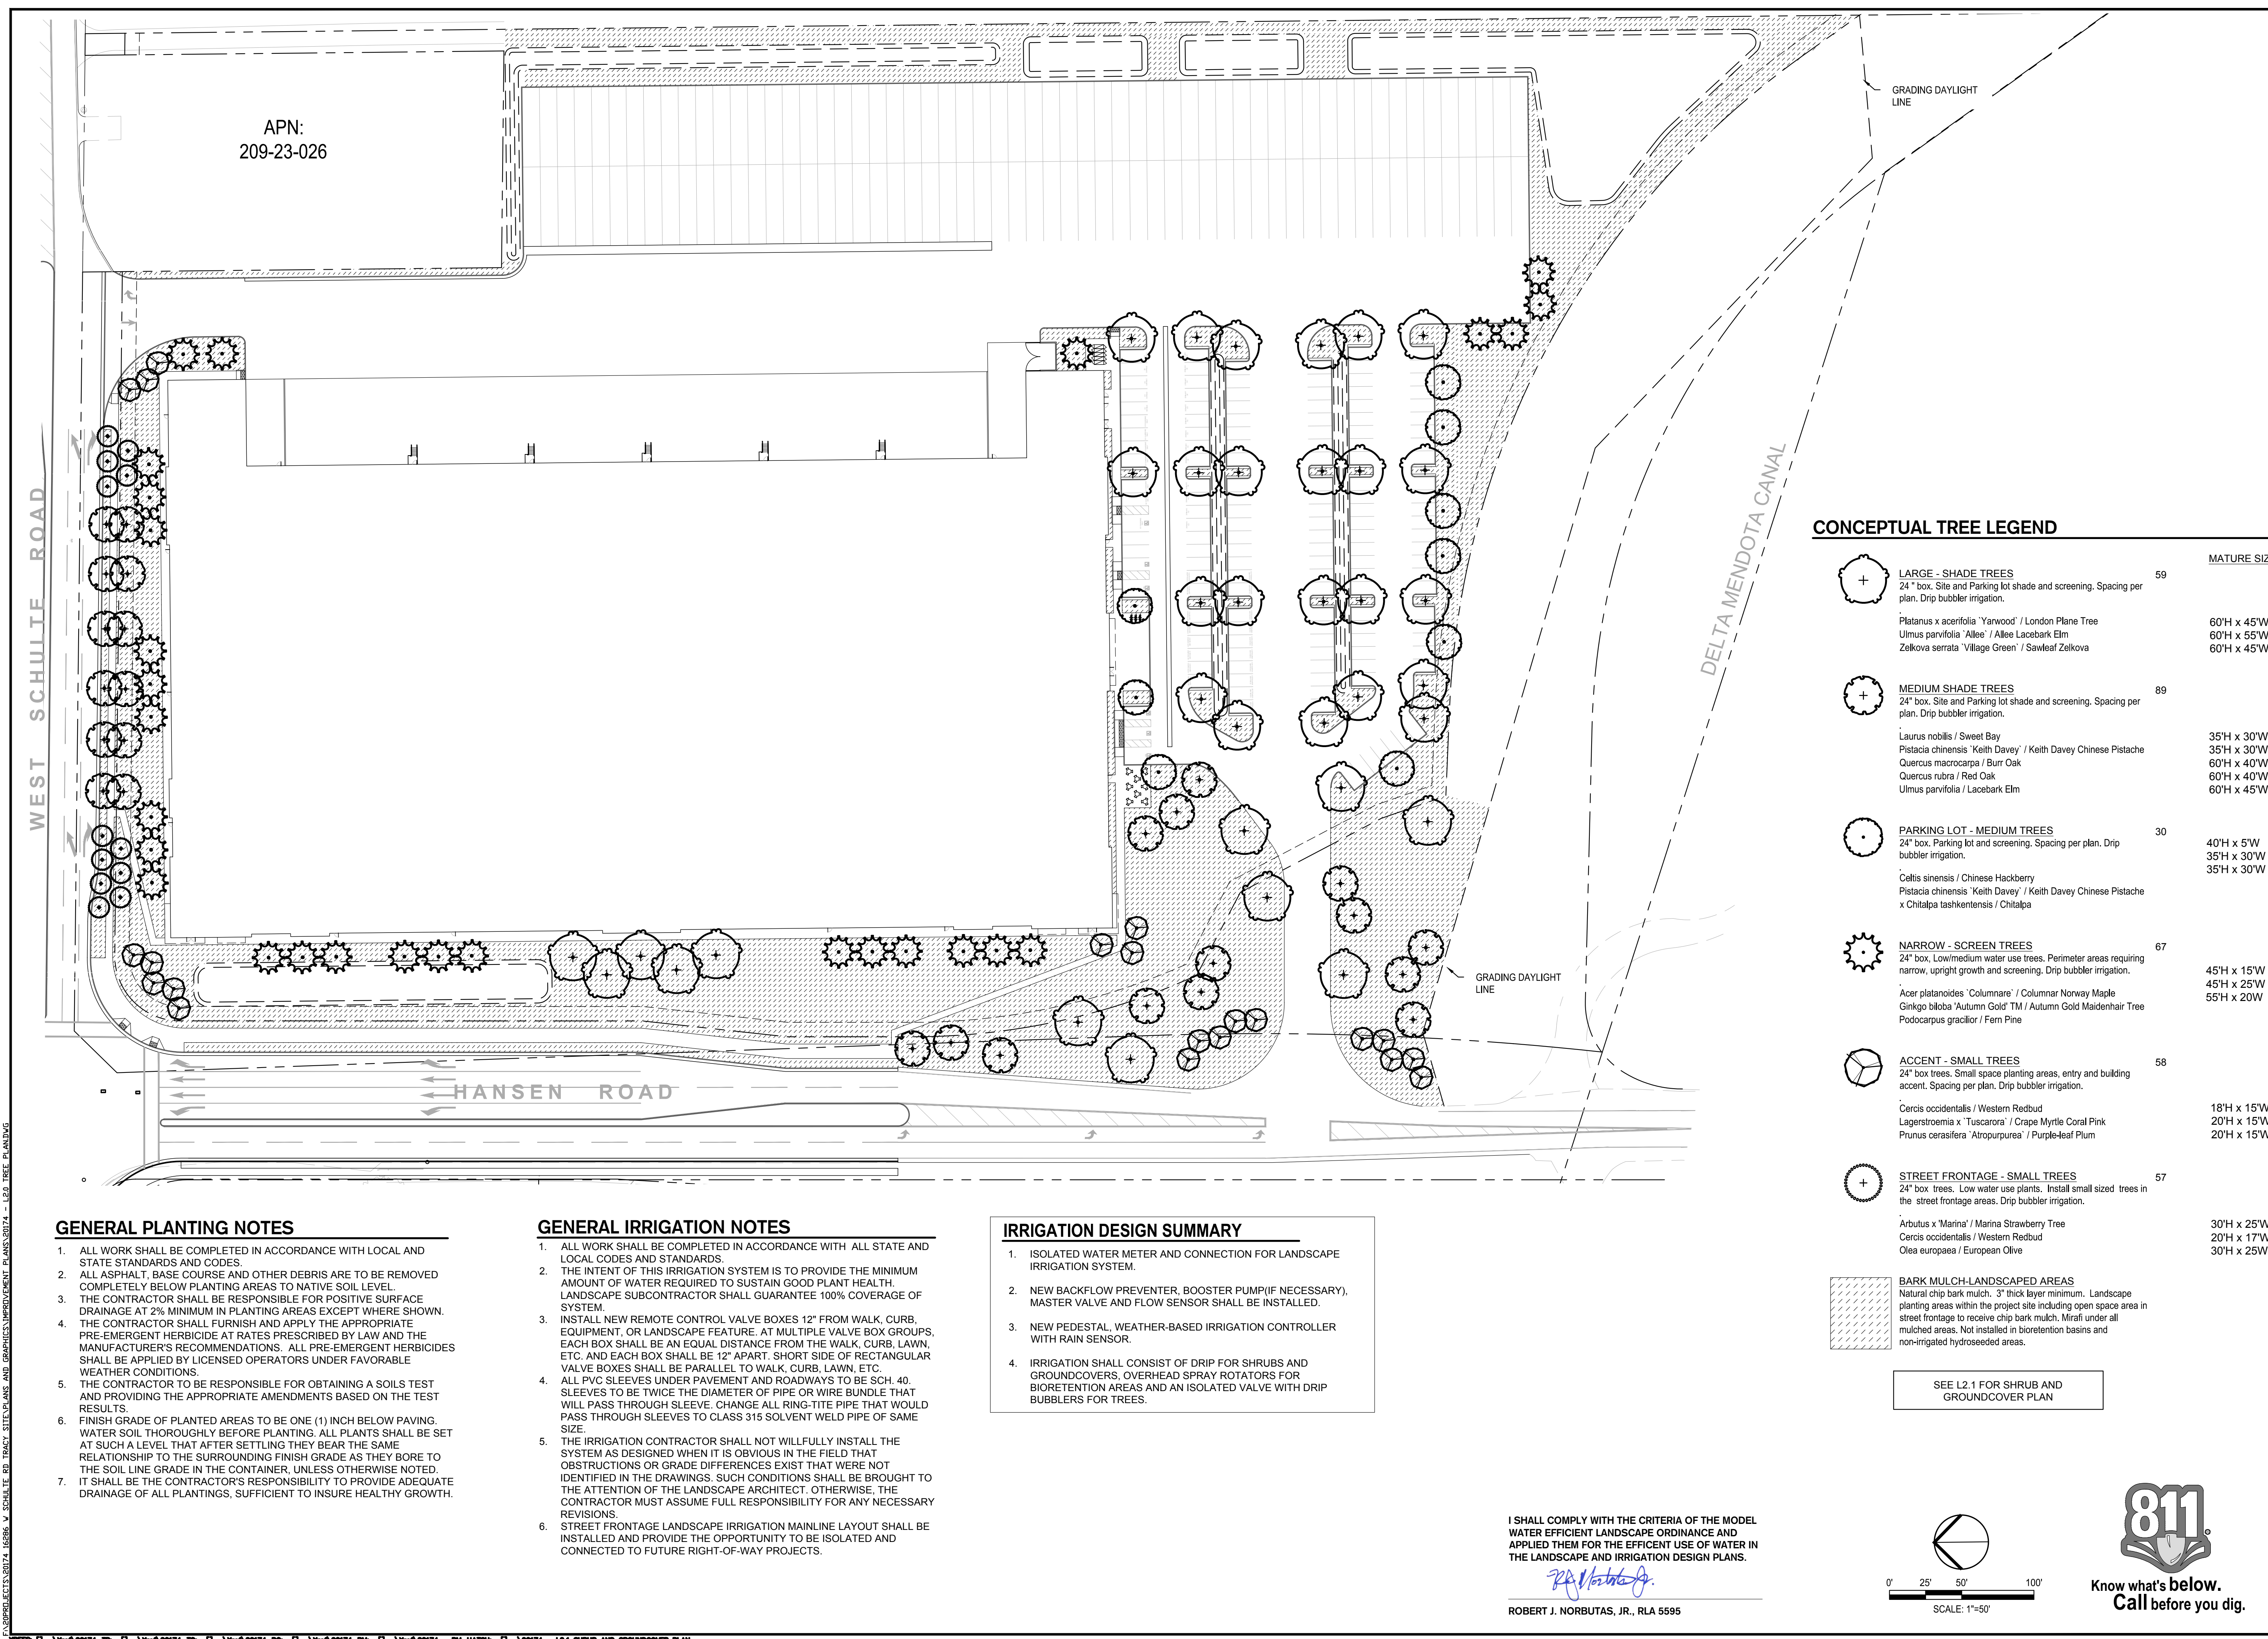 APN:
209-23-026
GRADING DAYLIGHT
LINE
WEST SCHULTE ROAD
DELTA MENDOTA CANAL
GRADING DAYLIGHT
LINE
HANSEN ROAD
CONCEPTUAL TREE LEGEND
MATURE SIZ
LARGE - SHADE TREES 59
24 " box. Site and Parking lot shade and screening. Spacing per
plan. Drip bubbler irrigation.
.
Platanus x acerifolia `Yarwood` / London Plane Tree 60'H x 45'W
Ulmus parvifolia `Allee` / Allee Lacebark Elm 60'H x 55'W
Zelkova serrata `Village Green` / Sawleaf Zelkova 60'H x 45'W
MEDIUM SHADE TREES 89
24" box. Site and Parking lot shade and screening. Spacing per
plan. Drip bubbler irrigation.
.
Laurus nobilis / Sweet Bay 35'H x 30'W
Pistacia chinensis `Keith Davey` / Keith Davey Chinese Pistache 35'H x 30'W
Quercus macrocarpa / Burr Oak 60'H x 40'W
Quercus rubra / Red Oak 60'H x 40'W
Ulmus parvifolia / Lacebark Elm 60'H x 45'W
PARKING LOT - MEDIUM TREES 30
24" box. Parking lot and screening. Spacing per plan. Drip 40'H x 5'W
bubbler irrigation. 35'H x 30'W
. 35'H x 30'W
Celtis sinensis / Chinese Hackberry
Pistacia chinensis `Keith Davey` / Keith Davey Chinese Pistache
x Chitalpa tashkentensis / Chitalpa
NARROW - SCREEN TREES 67
24" box, Low/medium water use trees. Perimeter areas requiring
narrow, upright growth and screening. Drip bubbler irrigation. 45'H x 15'W
. 45'H x 25'W
Acer platanoides `Columnare` / Columnar Norway Maple 55'H x 20W
Ginkgo biloba 'Autumn Gold' TM / Autumn Gold Maidenhair Tree
Podocarpus gracilior / Fern Pine
ACCENT - SMALL TREES 58
24" box trees. Small space planting areas, entry and building
accent. Spacing per plan. Drip bubbler irrigation.
.
Cercis occidentalis / Western Redbud 18'H x 15'W
Lagerstroemia x `Tuscarora` / Crape Myrtle Coral Pink 20'H x 15'W
Prunus cerasifera `Atropurpurea` / Purple-leaf Plum 20'H x 15'W
STREET FRONTAGE - SMALL TREES 57
24" box trees. Low water use plants. Install small sized trees in
the street frontage areas. Drip bubbler irrigation.
.
Arbutus x 'Marina' / Marina Strawberry Tree 30'H x 25'W
Cercis occidentalis / Western Redbud 20'H x 17'W
Olea europaea / European Olive 30'H x 25W
BARK MULCH-LANDSCAPED AREAS
Natural chip bark mulch. 3" thick layer minimum. Landscape
planting areas within the project site including open space area in
street frontage to receive chip bark mulch. Mirafi under all
mulched areas. Not installed in bioretention basins and
non-irrigated hydroseeded areas.
SEE L2.1 FOR SHRUB AND
GROUNDCOVER PLAN
GENERAL PLANTING NOTES
1. ALL WORK SHALL BE COMPLETED IN ACCORDANCE WITH LOCAL AND
STATE STANDARDS AND CODES.
2. ALL ASPHALT, BASE COURSE AND OTHER DEBRIS ARE TO BE REMOVED
COMPLETELY BELOW PLANTING AREAS TO NATIVE SOIL LEVEL.
3. THE CONTRACTOR SHALL BE RESPONSIBLE FOR POSITIVE SURFACE
DRAINAGE AT 2% MINIMUM IN PLANTING AREAS EXCEPT WHERE SHOWN.
4. THE CONTRACTOR SHALL FURNISH AND APPLY THE APPROPRIATE
PRE-EMERGENT HERBICIDE AT RATES PRESCRIBED BY LAW AND THE
MANUFACTURER'S RECOMMENDATIONS. ALL PRE-EMERGENT HERBICIDES
SHALL BE APPLIED BY LICENSED OPERATORS UNDER FAVORABLE
WEATHER CONDITIONS.
5. THE CONTRACTOR TO BE RESPONSIBLE FOR OBTAINING A SOILS TEST
AND PROVIDING THE APPROPRIATE AMENDMENTS BASED ON THE TEST
RESULTS.
6. FINISH GRADE OF PLANTED AREAS TO BE ONE (1) INCH BELOW PAVING.
WATER SOIL THOROUGHLY BEFORE PLANTING. ALL PLANTS SHALL BE SET
AT SUCH A LEVEL THAT AFTER SETTLING THEY BEAR THE SAME
RELATIONSHIP TO THE SURROUNDING FINISH GRADE AS THEY BORE TO
THE SOIL LINE GRADE IN THE CONTAINER, UNLESS OTHERWISE NOTED.
7. IT SHALL BE THE CONTRACTOR'S RESPONSIBILITY TO PROVIDE ADEQUATE
DRAINAGE OF ALL PLANTINGS, SUFFICIENT TO INSURE HEALTHY GROWTH.
GENERAL IRRIGATION NOTES
1. ALL WORK SHALL BE COMPLETED IN ACCORDANCE WITH ALL STATE AND
LOCAL CODES AND STANDARDS.
2. THE INTENT OF THIS IRRIGATION SYSTEM IS TO PROVIDE THE MINIMUM
AMOUNT OF WATER REQUIRED TO SUSTAIN GOOD PLANT HEALTH.
LANDSCAPE SUBCONTRACTOR SHALL GUARANTEE 100% COVERAGE OF
SYSTEM.
3. INSTALL NEW REMOTE CONTROL VALVE BOXES 12" FROM WALK, CURB,
EQUIPMENT, OR LANDSCAPE FEATURE. AT MULTIPLE VALVE BOX GROUPS,
EACH BOX SHALL BE AN EQUAL DISTANCE FROM THE WALK, CURB, LAWN,
ETC. AND EACH BOX SHALL BE 12" APART. SHORT SIDE OF RECTANGULAR
VALVE BOXES SHALL BE PARALLEL TO WALK, CURB, LAWN, ETC.
4. ALL PVC SLEEVES UNDER PAVEMENT AND ROADWAYS TO BE SCH. 40.
SLEEVES TO BE TWICE THE DIAMETER OF PIPE OR WIRE BUNDLE THAT
WILL PASS THROUGH SLEEVE. CHANGE ALL RING-TITE PIPE THAT WOULD
PASS THROUGH SLEEVES TO CLASS 315 SOLVENT WELD PIPE OF SAME
SIZE.
5. THE IRRIGATION CONTRACTOR SHALL NOT WILLFULLY INSTALL THE
SYSTEM AS DESIGNED WHEN IT IS OBVIOUS IN THE FIELD THAT
OBSTRUCTIONS OR GRADE DIFFERENCES EXIST THAT WERE NOT
IDENTIFIED IN THE DRAWINGS. SUCH CONDITIONS SHALL BE BROUGHT TO
THE ATTENTION OF THE LANDSCAPE ARCHITECT. OTHERWISE, THE
CONTRACTOR MUST ASSUME FULL RESPONSIBILITY FOR ANY NECESSARY
REVISIONS.
6. STREET FRONTAGE LANDSCAPE IRRIGATION MAINLINE LAYOUT SHALL BE
INSTALLED AND PROVIDE THE OPPORTUNITY TO BE ISOLATED AND
CONNECTED TO FUTURE RIGHT-OF-WAY PROJECTS.
IRRIGATION DESIGN SUMMARY
1. ISOLATED WATER METER AND CONNECTION FOR LANDSCAPE
IRRIGATION SYSTEM.
2. NEW BACKFLOW PREVENTER, BOOSTER PUMP(IF NECESSARY),
MASTER VALVE AND FLOW SENSOR SHALL BE INSTALLED.
3. NEW PEDESTAL, WEATHER-BASED IRRIGATION CONTROLLER
WITH RAIN SENSOR.
4. IRRIGATION SHALL CONSIST OF DRIP FOR SHRUBS AND
GROUNDCOVERS, OVERHEAD SPRAY ROTATORS FOR
BIORETENTION AREAS AND AN ISOLATED VALVE WITH DRIP
BUBBLERS FOR TREES.
I SHALL COMPLY WITH THE CRITERIA OF THE MODEL
WATER EFFICIENT LANDSCAPE ORDINANCE AND
APPLIED THEM FOR THE EFFICENT USE OF WATER IN
THE LANDSCAPE AND IRRIGATION DESIGN PLANS.
ROBERT J. NORBUTAS, JR., RLA 5595
0' 25' 50' 100'
SCALE: 1"=50'
811
Know what's below.
Call before you dig.
F:\20PROJECTS\20174 16286 W SCHULTE RD TRACY SITE\PLANS AND GRAPHICS\IMPROVEMENT PLANS\20174 - L2.0 TREE PLAN.DWG